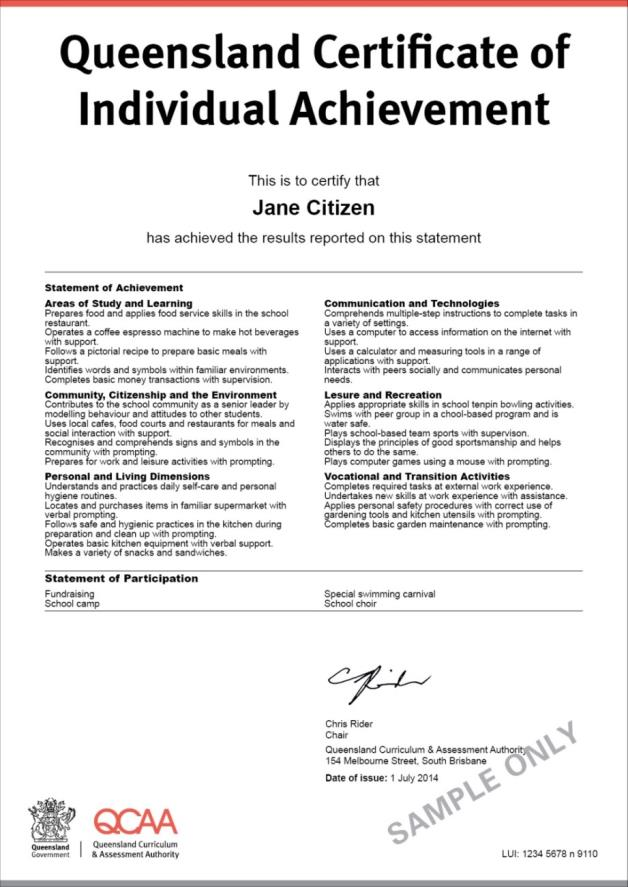 Queensland Certificate of
Individual Achievement
This is to certify that
Jane Citizen
has achieved the results reported on this statement
Statement of Achievement
Areas of Study and Learning
Prepares food and applies food service skills in the school
restaurant.
Operates a coffee espresso machine to make hot beverages
with support.
Follows a pictorial recipe to prepare basic meals with
support.
Identifies words and symbols within familiar environments.
Completes basic money transactions with supervision.
Community, Citizenship and the Environment
Contributes to the school community as a senior leader by
modelling behaviour and attitudes to other students.
Uses local cafes, food courts and restaurants for meals and
social interaction with support.
Recognises and comprehends signs and symbols in the
community with prompting.
Prepares for work and leisure activities with prompting.
Personal and Living Dimensions
Understands and practices daily self-care and personal
hygiene routines.
Locates and purchases items in familiar supermarket with
verbal prompting.
Follows safe and hygienic practices in the kitchen during
preparation and clean up with prompting.
Operates basic kitchen equipment with verbal support.
Makes a variety of snacks and sandwiches.
Communication and Technologies
Comprehends multiple-step instructions to complete tasks in
a variety of settings.
Uses a computer to access information on the internet with
support.
Uses a calculator and measuring tools in a range of
applications with support.
Interacts with peers socially and communicates personal
needs.
Lesure and Recreation
Applies appropriate skills in school tenpin bowling activities.
Swims with peer group in a chool-based program and is
water safe.
Plays school-based team sports with supervison.
Displays the principles of good sportmanship and helps
others to do the same.
Plays computer games using a mouse with prompting.
Vocational and Transition Activities
Completes required tasks at external work experience.
Undertakes new skills at work experience with assistance.
Applies personal safety procedures with correct use of
gardening tools and kitchen utensils with prompting.
Completes basic garden maintenance with prompting.
Statement of Participation
Fundraising
School camp
Special swimming carnival
School choir
CRider
Chris Rider
Chair
Queensland Curriculum & Assessment Authority
154 Melbourne Street, South Brisbane
Date of issue: 1 July 2014
SAMPLE ONLY
Queensland
Government
QCAA
Queensland Curriculum
& Assessment Authority
LUI: 1234 5678 n 9110